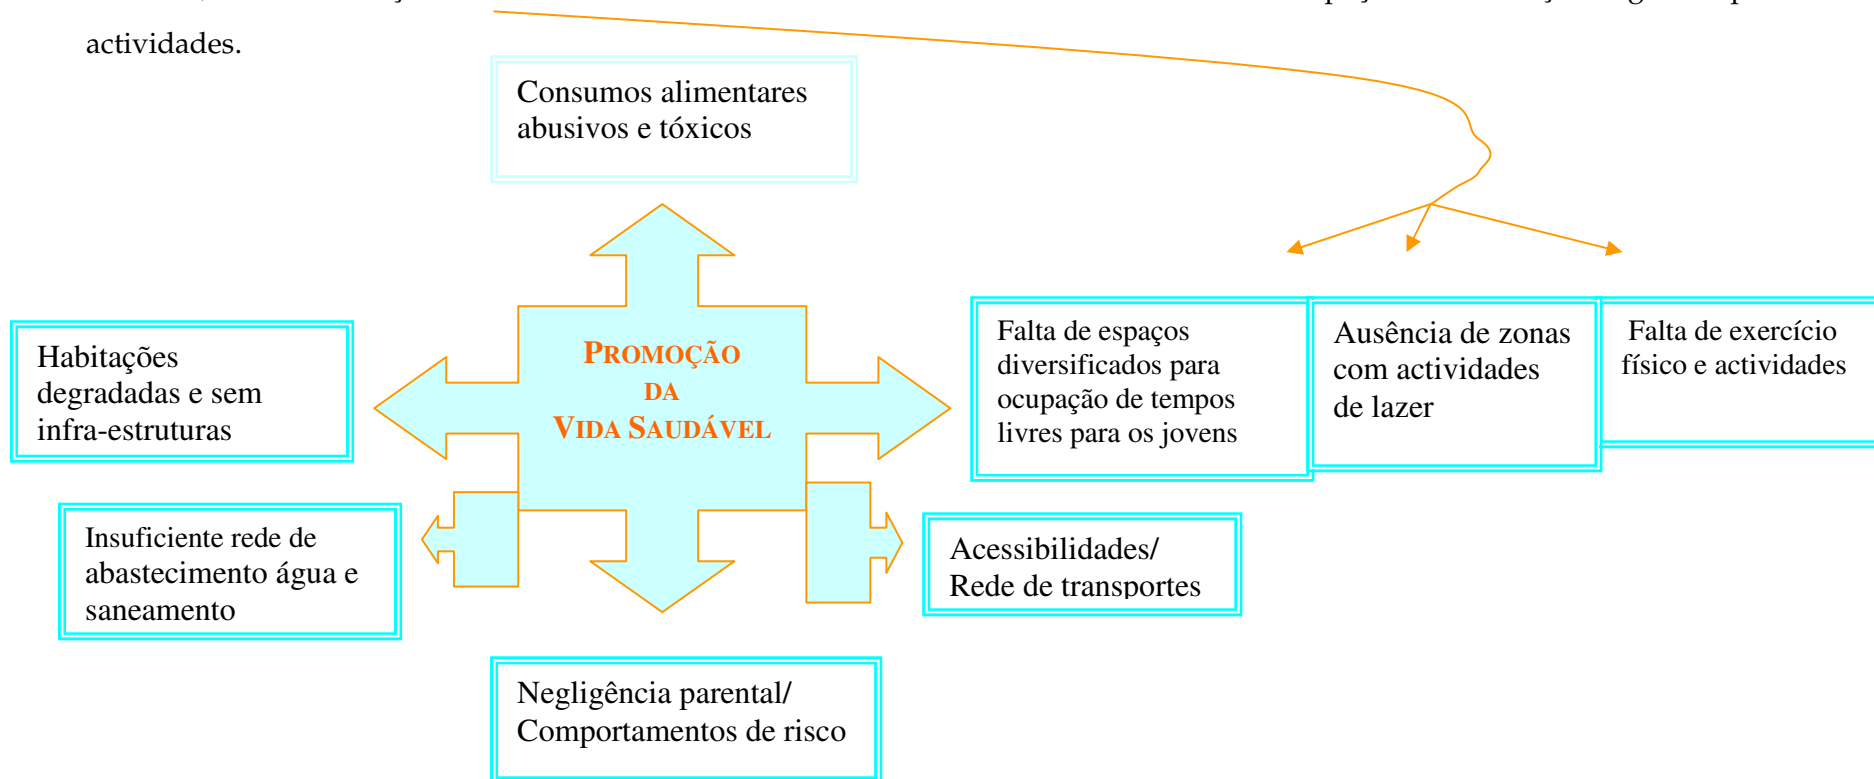 actividades.
Consumos alimentares
abusivos e tóxicos
PROMOÇÃO
DA
VIDA SAUDÁVEL
Habitações
degradadas e sem
infra-estruturas
Falta de espaços
diversificados para
ocupação de tempos
livres para os jovens
Ausência de zonas
com actividades
de lazer
Falta de exercício
físico e actividades
Insuficiente rede de
abastecimento água e
saneamento
Acessibilidades/
Rede de transportes
Negligência parental/
Comportamentos de risco